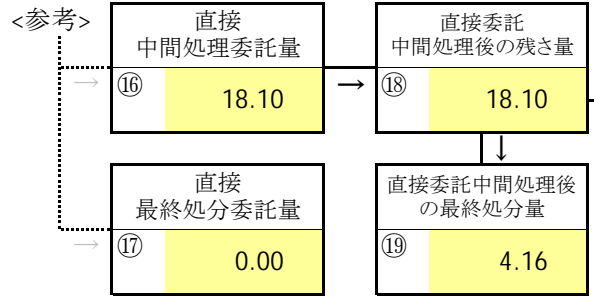 <参考>
直接
中間処理委託量
→
⑯
18.10
→
直接委託
中間処理後の残さ量
⑱
18.10
↓
直接
最終処分委託量
→
⑰
0.00
直接委託中間処理後
の最終処分量
⑲
4.16